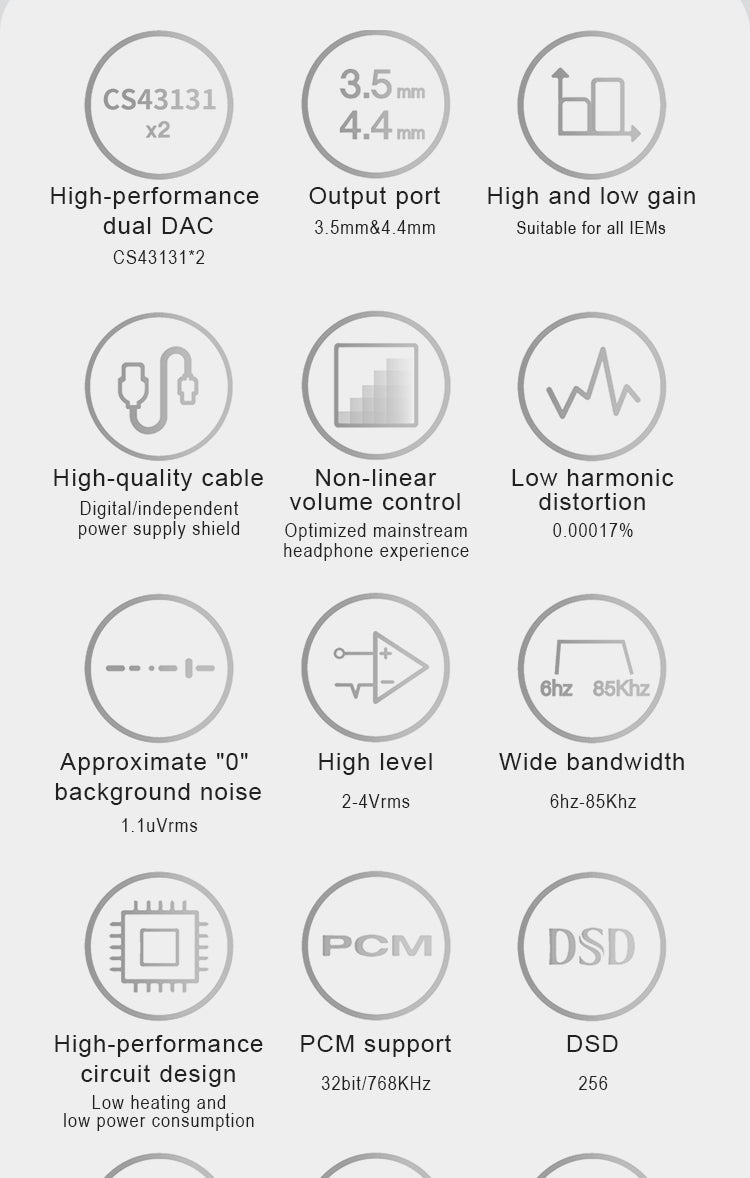 CS43131
x2
High-performance
dual DAC
CS43131*2
3.5mm
4.4mm
Output port
3.5mm&4.4mm
High and low gain
Suitable for all IEMs
High-quality cable
Digital/independent
power supply shield
Non-linear
volume control
Optimized mainstream
headphone experience
Low harmonic
distortion
0.00017%
Approximate "0"
background noise
1.1uVrms
High level
2-4Vrms
6hz 85Khz
Wide bandwidth
6hz-85Khz
High-performance
circuit design
Low heating and
low power consumption
PCM
PCM support
32bit/768KHz
DSD
DSD
256